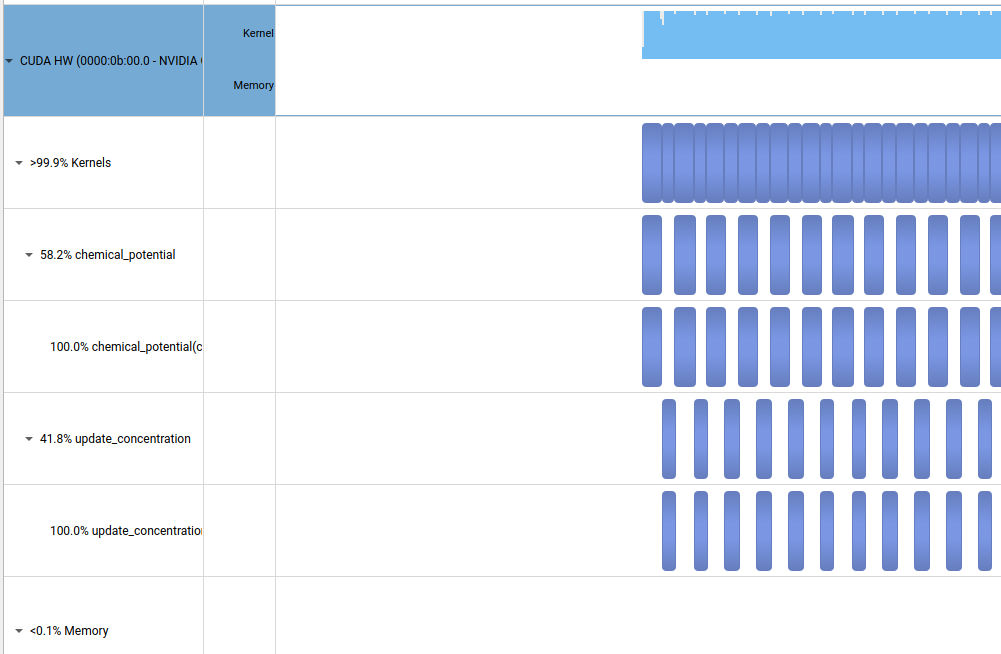 Kernel
CUDA HW (0000:0b:00.0 - NVIDIA
Memory
>99.9% Kernels
58.2% chemical_potential
100.0% chemical_potential(c
41.8% update_concentration
100.0% update_concentration
<0.1% Memory